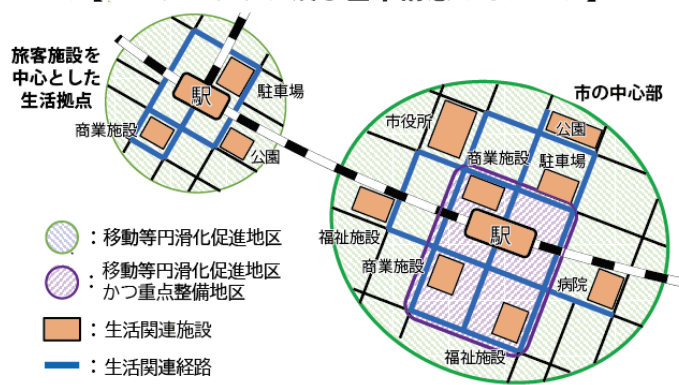 旅客施設を
中心とした
生活拠点
駅
駐車場
商業施設
公園
市の中心部
市役所
公園
商業施設
駐車場
福祉施設
駅
商業施設
病院
福祉施設
：移動等円滑化促進地区
：移動等円滑化促進地区
かつ重点整備地区
：生活関連施設
：生活関連経路